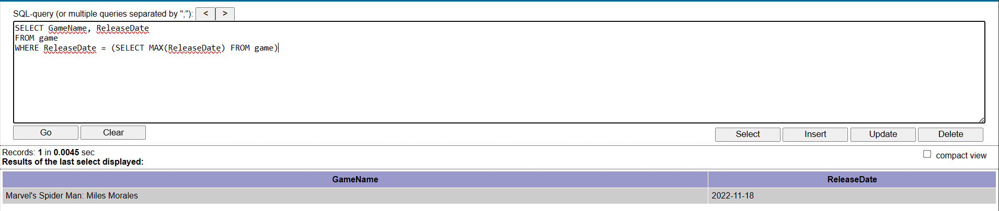 SQL-query (or multiple queries separated by ";"): < >
SELECT GameName, ReleaseDate
FROM game
WHERE ReleaseDate = (SELECT MAX(ReleaseDate) FROM game)
Go Clear Select Insert Update Delete
Records: 1 in 0.0045 sec
compact view
Results of the last select displayed:
GameName ReleaseDate
Marvel's Spider Man: Miles Morales 2022-11-18